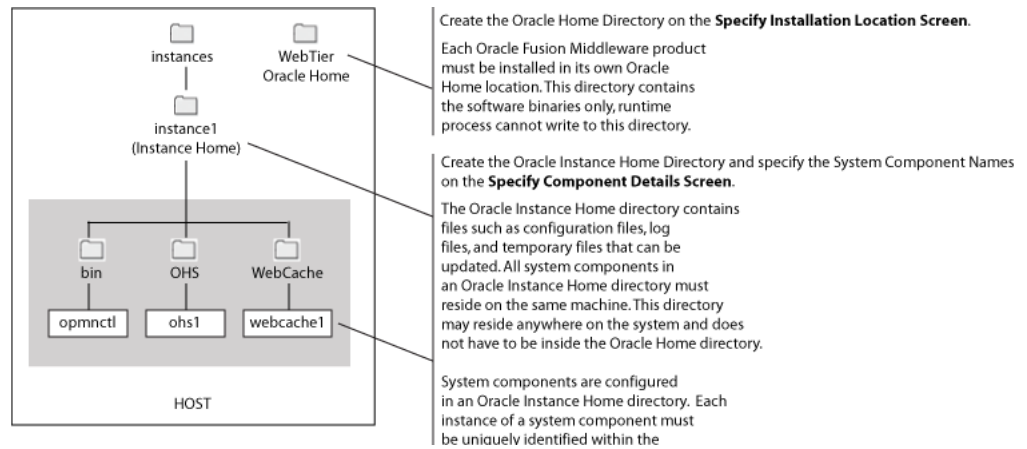 instances
WebTier
Oracle Home
instance1
(Instance Home)
bin
OHS
WebCache
opmnctl
ohs1
webcache1
HOST
Create the Oracle Home Directory on the Specify Installation Location Screen.
Each Oracle Fusion Middleware product
must be installed in its own Oracle
Home location. This directory contains
the software binaries only, runtime
process cannot write to this directory.
Create the Oracle Instance Home Directory and specify the System Component Names
on the Specify Component Details Screen.
The Oracle Instance Home directory contains
files such as configuration files, log
files, and temporary files that can be
updated. All system components in
an Oracle Instance Home directory must
reside on the same machine. This directory
may reside anywhere on the system and does
not have to be inside the Oracle Home directory.
System components are configured
in an Oracle Instance Home directory. Each
instance of a system component must
be uniquely identified within the